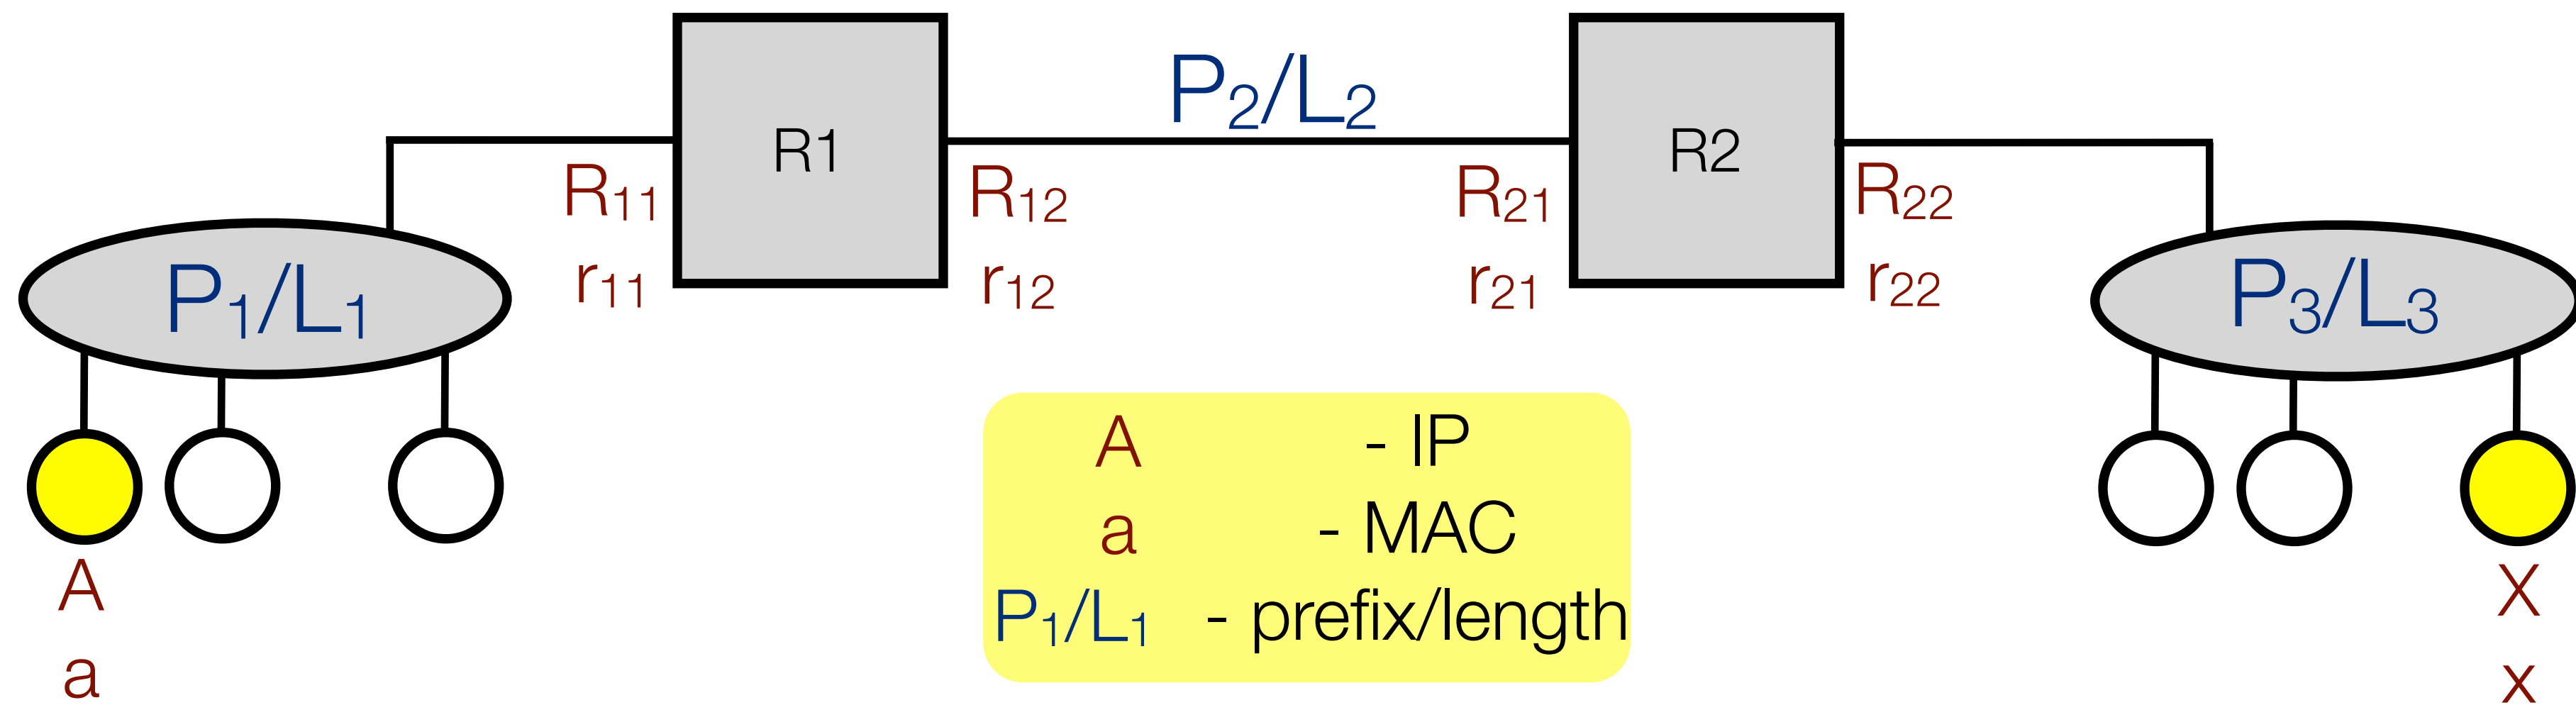 P₂/L₂
R1
R2
R₁₁
R₁₂
R₂₁
R₂₂
r₁₁
r₁₂
r₂₁
r₂₂
P₁/L₁
P₃/L₃
A - IP
a - MAC
P₁/L₁ - prefix/length
A
a
X
x